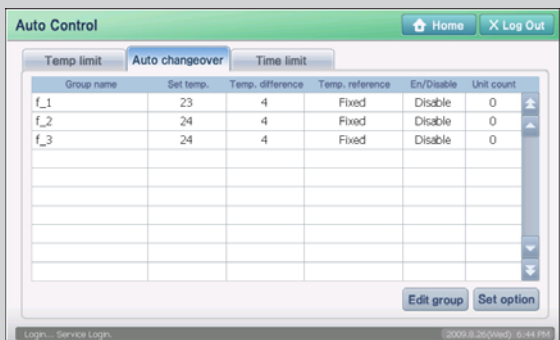 Auto Control Home X Log Out
Temp limit Auto changeover Time limit
Group name Set temp. Temp. difference Temp. reference En/Disable Unit count
f_1 23 4 Fixed Disable 0
f_2 24 4 Fixed Disable 0
f_3 24 4 Fixed Disable 0
Edit group Set option
Login... Service Login. 2009.8.26(Wed) 6:44 PM